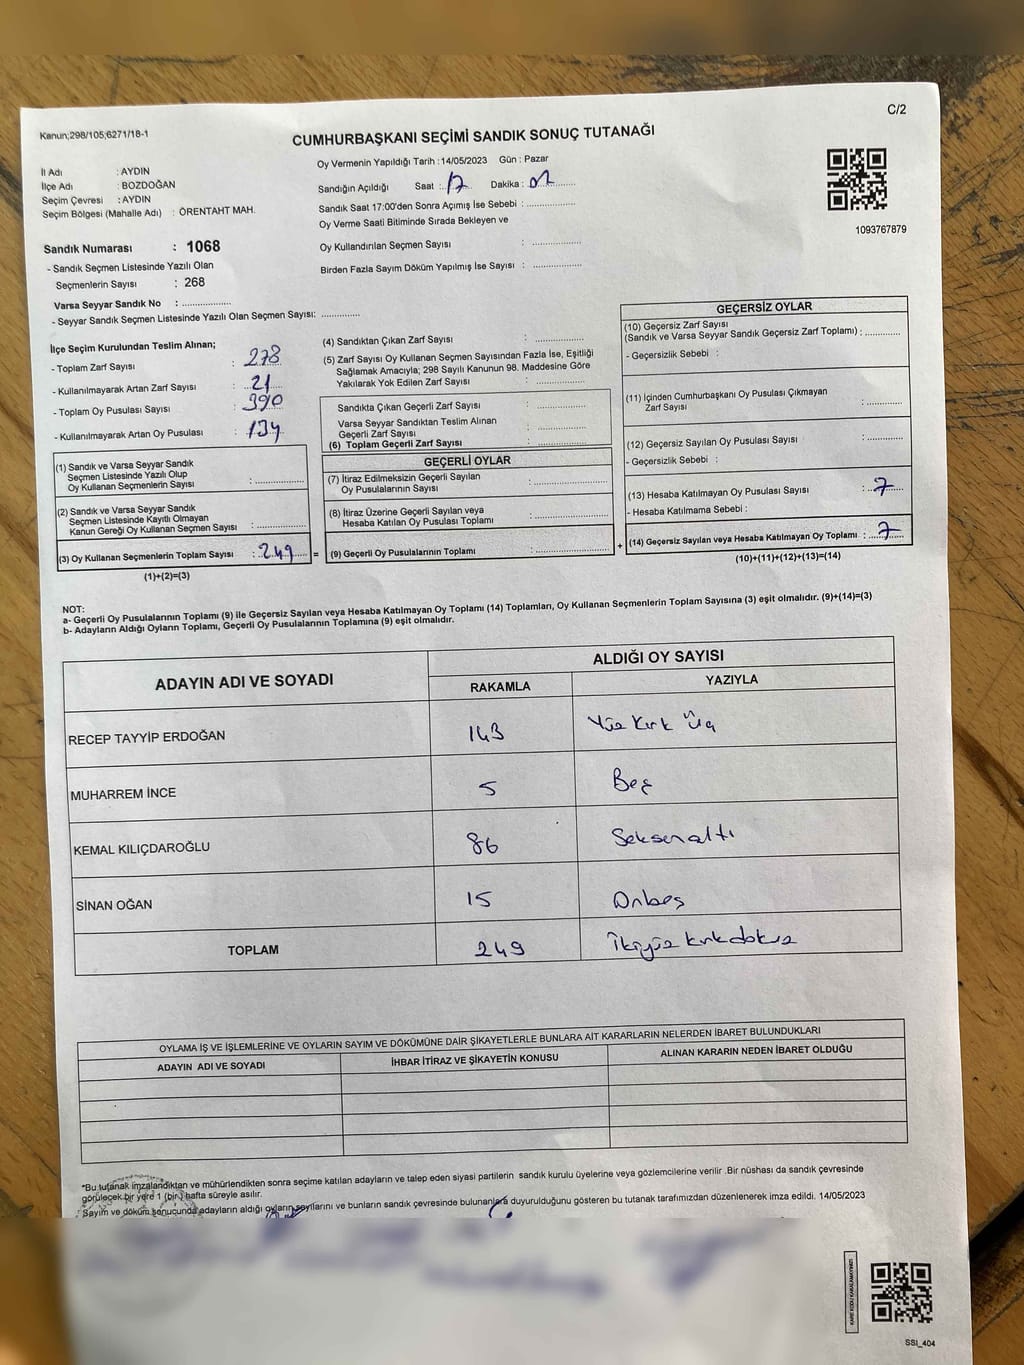 C/2
Kanun;298/105;6271/18-1
CUMHURBAŞKANI SEÇİMİ SANDIK SONUÇ TUTANAĞI
İl Adı : AYDIN
İlçe Adı : BOZDOĞAN
Seçim Çevresi : AYDIN
Seçim Bölgesi (Mahalle Adı) : ÖRENTAHT MAH.
Oy Vermenin Yapıldığı Tarih : 14/05/2023 Gün : Pazar
Sandığın Açıldığı Saat : 17 Dakika : 02
Sandık Saat 17:00'den Sonra Açımış İse Sebebi :
Oy Verme Saati Bitiminde Sırada Bekleyen ve
Oy Kullandırılan Seçmen Sayısı :
Birden Fazla Sayım Döküm Yapılmış İse Sayısı :
1093767879
Sandık Numarası : 1068
- Sandık Seçmen Listesinde Yazılı Olan
Seçmenlerin Sayısı : 268
Varsa Seyyar Sandık No :
- Seyyar Sandık Seçmen Listesinde Yazılı Olan Seçmen Sayısı:
İlçe Seçim Kurulundan Teslim Alınan;
- Toplam Zarf Sayısı : 278
- Kullanılmayarak Artan Zarf Sayısı : 21
- Toplam Oy Pusulası Sayısı : 390
- Kullanılmayarak Artan Oy Pusulası : 134
(1) Sandık ve Varsa Seyyar Sandık
Seçmen Listesinde Yazılı Olup
Oy Kullanan Seçmenlerin Sayısı :
(2) Sandık ve Varsa Seyyar Sandık
Seçmen Listesinde Kayıtlı Olmayan
Kanun Gereği Oy Kullanan Seçmen Sayısı :
(3) Oy Kullanan Seçmenlerin Toplam Sayısı : 249 =
(1)+(2)=(3)
(4) Sandıktan Çıkan Zarf Sayısı :
(5) Zarf Sayısı Oy Kullanan Seçmen Sayısından Fazla İse, Eşitliği
Sağlamak Amacıyla; 298 Sayılı Kanunun 98. Maddesine Göre
Yakılarak Yok Edilen Zarf Sayısı :
Sandıkta Çıkan Geçerli Zarf Sayısı :
Varsa Seyyar Sandıktan Teslim Alınan
Geçerli Zarf Sayısı :
(6) Toplam Geçerli Zarf Sayısı :
GEÇERLİ OYLAR
(7) İtiraz Edilmeksizin Geçerli Sayılan
Oy Pusulalarının Sayısı :
(8) İtiraz Üzerine Geçerli Sayılan veya
Hesaba Katılan Oy Pusulası Toplamı :
(9) Geçerli Oy Pusulalarının Toplamı : +
GEÇERSİZ OYLAR
(10) Geçersiz Zarf Sayısı
(Sandık ve Varsa Seyyar Sandık Geçersiz Zarf Toplamı) :
- Geçersizlik Sebebi :
(11) İçinden Cumhurbaşkanı Oy Pusulası Çıkmayan
Zarf Sayısı :
(12) Geçersiz Sayılan Oy Pusulası Sayısı :
- Geçersizlik Sebebi :
(13) Hesaba Katılmayan Oy Pusulası Sayısı : 7
- Hesaba Katılmama Sebebi :
(14) Geçersiz Sayılan veya Hesaba Katılmayan Oy Toplamı : 7
(10)+(11)+(12)+(13)=(14)
NOT:
a- Geçerli Oy Pusulalarının Toplamı (9) ile Geçersiz Sayılan veya Hesaba Katılmayan Oy Toplamı (14) Toplamları, Oy Kullanan Seçmenlerin Toplam Sayısına (3) eşit olmalıdır. (9)+(14)=(3)
b- Adayların Aldığı Oyların Toplamı, Geçerli Oy Pusulalarının Toplamına (9) eşit olmalıdır.
ADAYIN ADI VE SOYADI
ALDIĞI OY SAYISI
RAKAMLA YAZIYLA
RECEP TAYYİP ERDOĞAN 143 Yüz Kırk Üç
MUHARREM İNCE 5 Beş
KEMAL KILIÇDAROĞLU 86 Seksenaltı
SİNAN OĞAN 15 Onbeş
TOPLAM 249 İkiyüz kırkdokuz
OYLAMA İŞ VE İŞLEMLERİNE VE OYLARIN SAYIM VE DÖKÜMÜNE DAİR ŞİKAYETLERLE BUNLARA AİT KARARLARIN NELERDEN İBARET BULUNDUKLARI
ADAYIN ADI VE SOYADI İHBAR İTİRAZ VE ŞİKAYETİN KONUSU ALINAN KARARIN NEDEN İBARET OLDUĞU
*Bu tutanak imzalandıktan ve mühürlendikten sonra seçime katılan adayların ve talep eden siyasi partilerin sandık kurulu üyelerine veya gözlemcilerine verilir .Bir nüshası da sandık çevresinde
görülecek bir yere 1 (bir) hafta süreyle asılır.
Sayım ve döküm sonucunda adayların aldığı oyların sayılarını ve bunların sandık çevresinde bulunanlara duyurulduğunu gösteren bu tutanak tarafımızdan düzenlenerek imza edildi. 14/05/2023
SSI_404